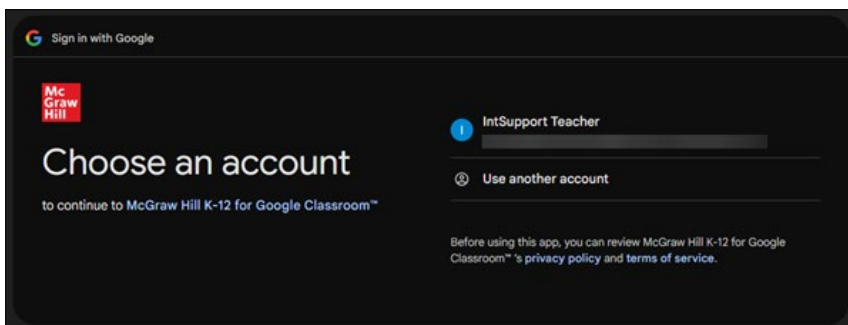 Sign in with Google
Mc
Graw
Hill
Choose an account
to continue to McGraw Hill K-12 for Google Classroom™
I
IntSupport Teacher
Use another account
Before using this app, you can review McGraw Hill K-12 for Google
Classroom™ 's privacy policy and terms of service.